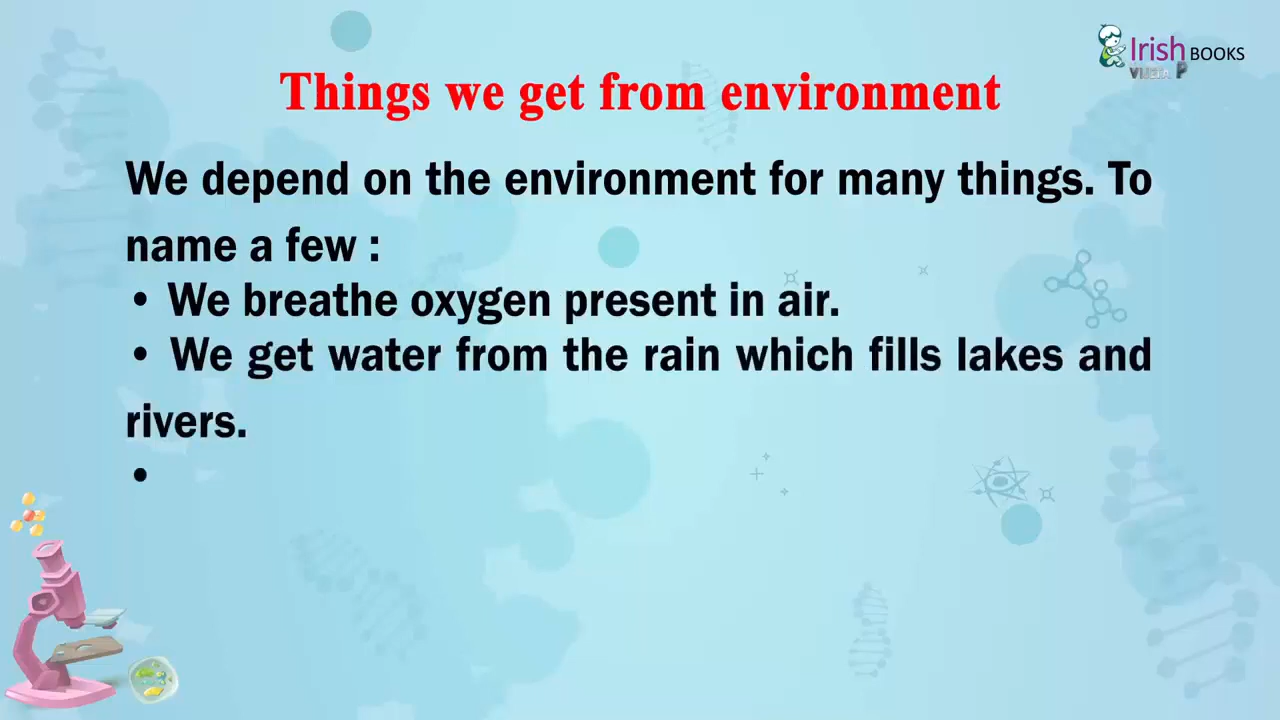 Irish BOOKS
Things we get from environment
We depend on the environment for many things. To
name a few :
• We breathe oxygen present in air.
• We get water from the rain which fills lakes and
rivers.
•